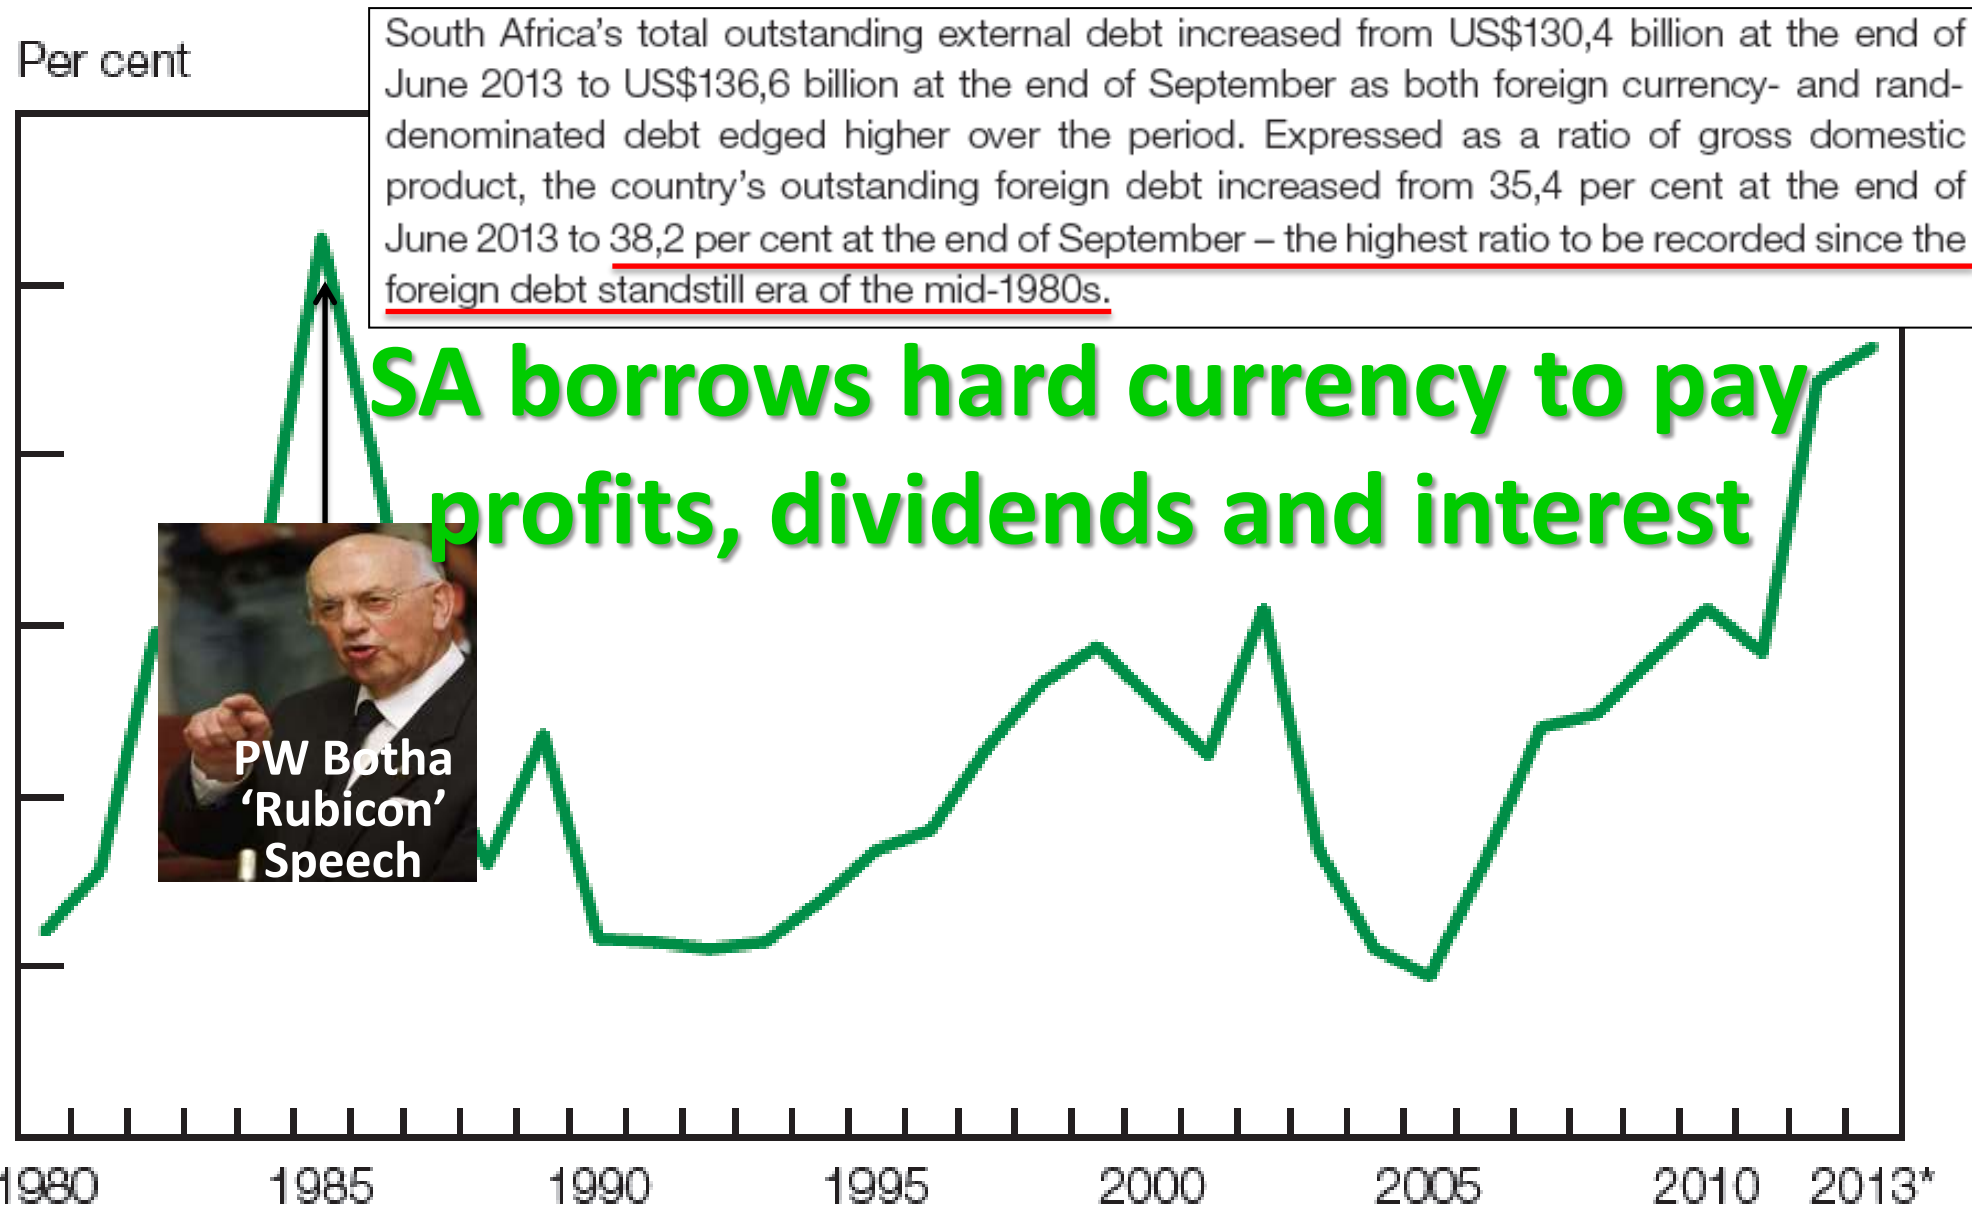 Per cent
South Africa’s total outstanding external debt increased from US$130,4 billion at the end of
June 2013 to US$136,6 billion at the end of September as both foreign currency- and rand-
denominated debt edged higher over the period. Expressed as a ratio of gross domestic
product, the country’s outstanding foreign debt increased from 35,4 per cent at the end of
June 2013 to 38,2 per cent at the end of September – the highest ratio to be recorded since the
foreign debt standstill era of the mid-1980s.
SA borrows hard currency to pay
profits, dividends and interest
PW Botha
‘Rubicon’
Speech
1980 1985 1990 1995 2000 2005 2010 2013*